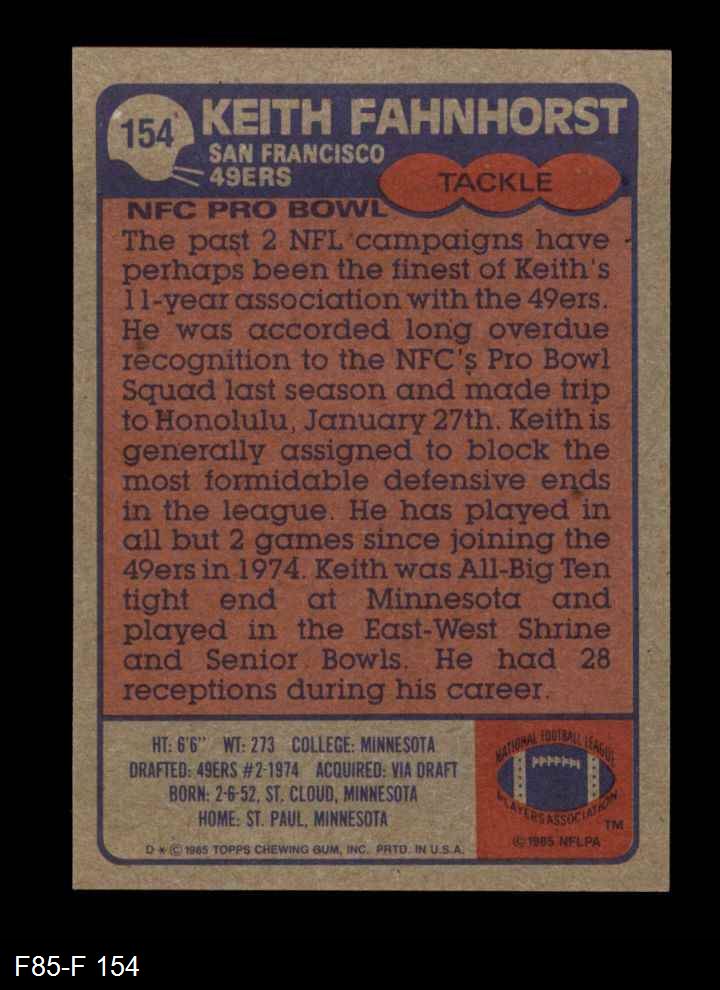 154
KEITH FAHNHORST
SAN FRANCISCO
49ERS
TACKLE
NFC PRO BOWL
The past 2 NFL campaigns have
perhaps been the finest of Keith's
11-year association with the 49ers.
He was accorded long overdue
recognition to the NFC's Pro Bowl
Squad last season and made trip
to Honolulu, January 27th. Keith is
generally assigned to block the
most formidable defensive ends
in the league. He has played in
all but 2 games since joining the
49ers in 1974. Keith was All-Big Ten
tight end at Minnesota and
played in the East-West Shrine
and Senior Bowls. He had 28
receptions during his career.
HT: 6'6" WT: 273 COLLEGE: MINNESOTA
DRAFTED: 49ERS #2-1974 ACQUIRED: VIA DRAFT
BORN: 2-6-52, ST. CLOUD, MINNESOTA
HOME: ST. PAUL, MINNESOTA
D * © 1985 TOPPS CHEWING GUM, INC. PRTD. IN U.S.A.
NATIONAL FOOTBALL LEAGUE
PLAYERS ASSOCIATION
TM
© 1985 NFLPA
F85-F 154